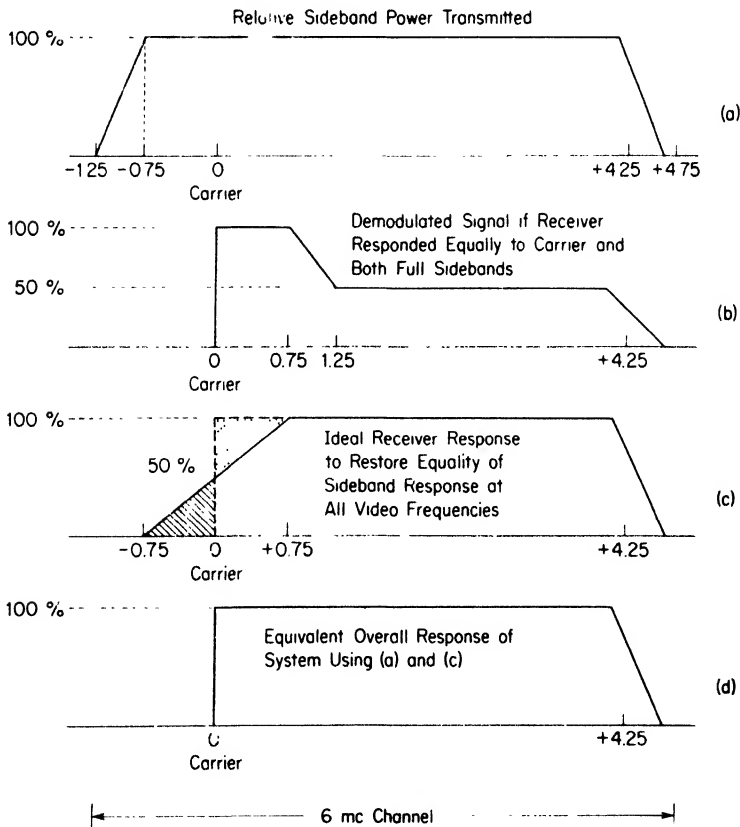 Relative Sideband Power Transmitted
100 %
(a)
-1.25 -0.75 0 +4.25 +4.75
Carrier
100 %
Demodulated Signal if Receiver
Responded Equally to Carrier and
Both Full Sidebands
50 %
(b)
0 0.75 1.25 +4.25
Carrier
100 %
Ideal Receiver Response
to Restore Equality of
Sideband Response at
All Video Frequencies
50 %
(c)
-0.75 0 +0.75 +4.25
Carrier
100 %
Equivalent Overall Response of
System Using (a) and (c)
(d)
0 +4.25
Carrier
6 mc Channel